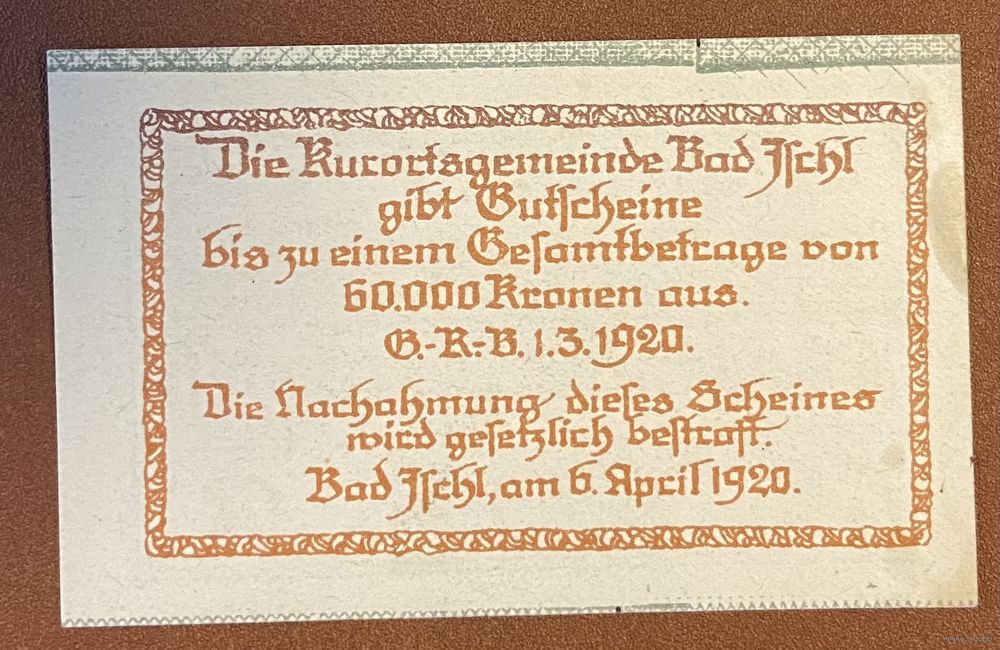 Die Kurortsgemeinde Bad Ischl
gibt Gutscheine
bis zu einem Gesamtbetrage von
60.000 Kronen aus.
G.-R.-B. 1.3.1920.
Die Nachahmung dieses Scheines
wird gesetzlich bestraft.
Bad Ischl, am 6. April 1920.